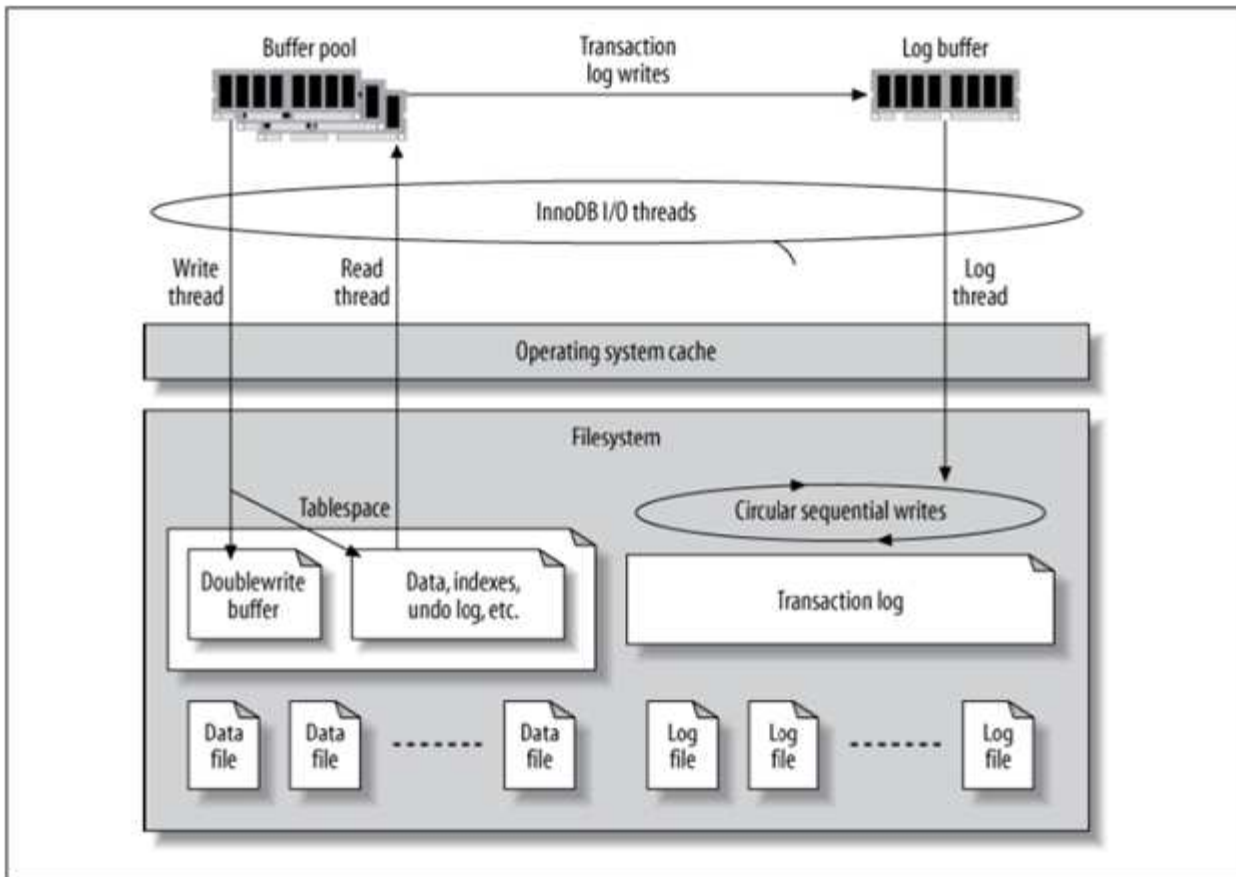 Buffer pool
Transaction
log writes
Log buffer
InnoDB I/O threads
Write
thread
Read
thread
Log
thread
Operating system cache
Filesystem
Tablespace
Circular sequential writes
Doublewrite
buffer
Data, indexes,
undo log, etc.
Transaction log
Data
file
Data
file
Data
file
Log
file
Log
file
Log
file